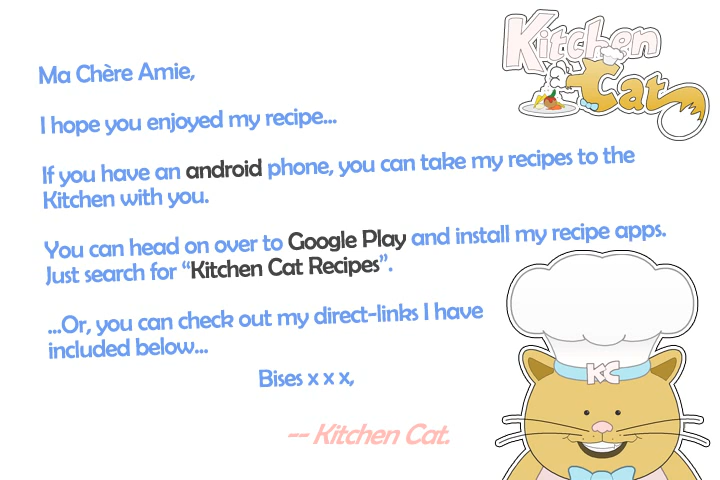 Kitchen
Cat
Ma Chère Amie,
I hope you enjoyed my recipe...
If you have an android phone, you can take my recipes to the
Kitchen with you.
You can head on over to Google Play and install my recipe apps.
Just search for “Kitchen Cat Recipes”.
...Or, you can check out my direct-links I have
included below...
Bises x x x,
-- Kitchen Cat.
KC